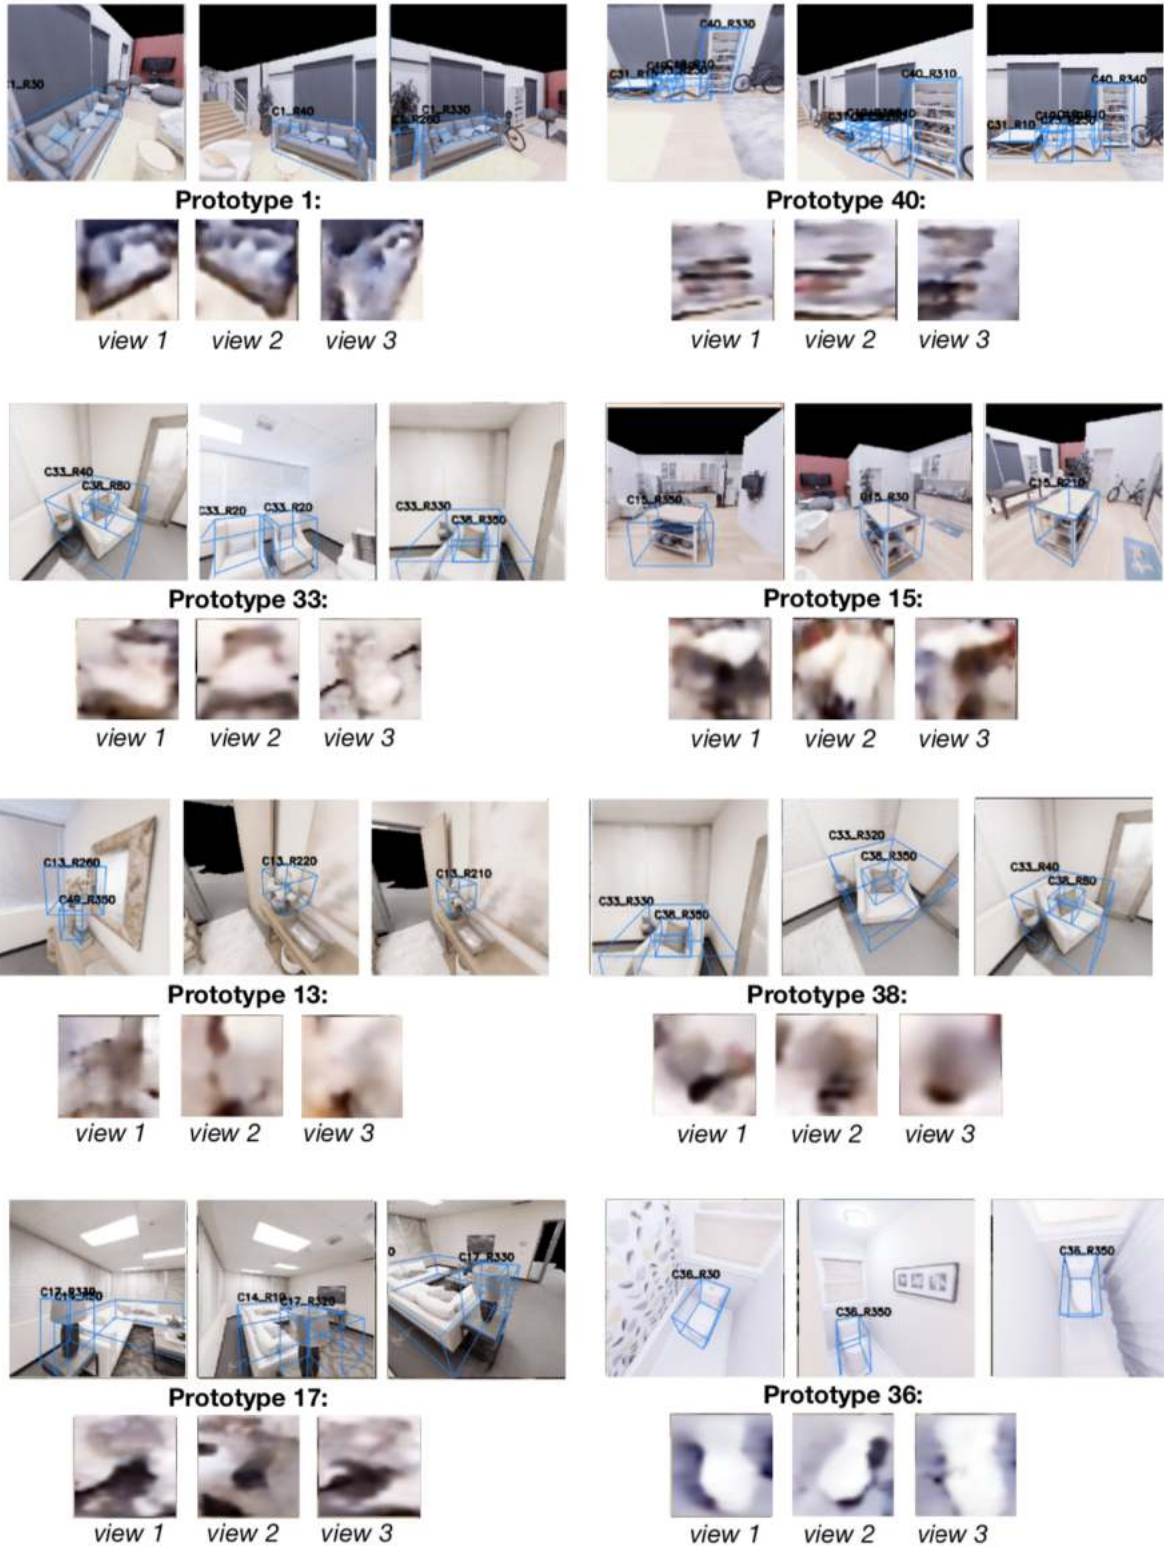 C1_R30
C1_R40
C1_R330
C40_R330
C31_R10
C40_R310
C40_R340
C31_R10
Prototype 1:
Prototype 40:
view 1 view 2 view 3
view 1 view 2 view 3
C33_R40
C38_R80
C33_R20 C33_R20
C33_R330
C38_R350
C15_R350
C15_R30
C15_R210
Prototype 33:
Prototype 15:
view 1 view 2 view 3
view 1 view 2 view 3
C13_R260
C49_R350
C13_R220
C13_R210
C33_R330
C38_R350
C33_R320
C38_R350
C33_R40
C38_R80
Prototype 13:
Prototype 38:
view 1 view 2 view 3
view 1 view 2 view 3
C17_R330
C14_R10
C17_R320
C17_R330
C36_R30
C36_R350
C36_R350
Prototype 17:
Prototype 36:
view 1 view 2 view 3
view 1 view 2 view 3